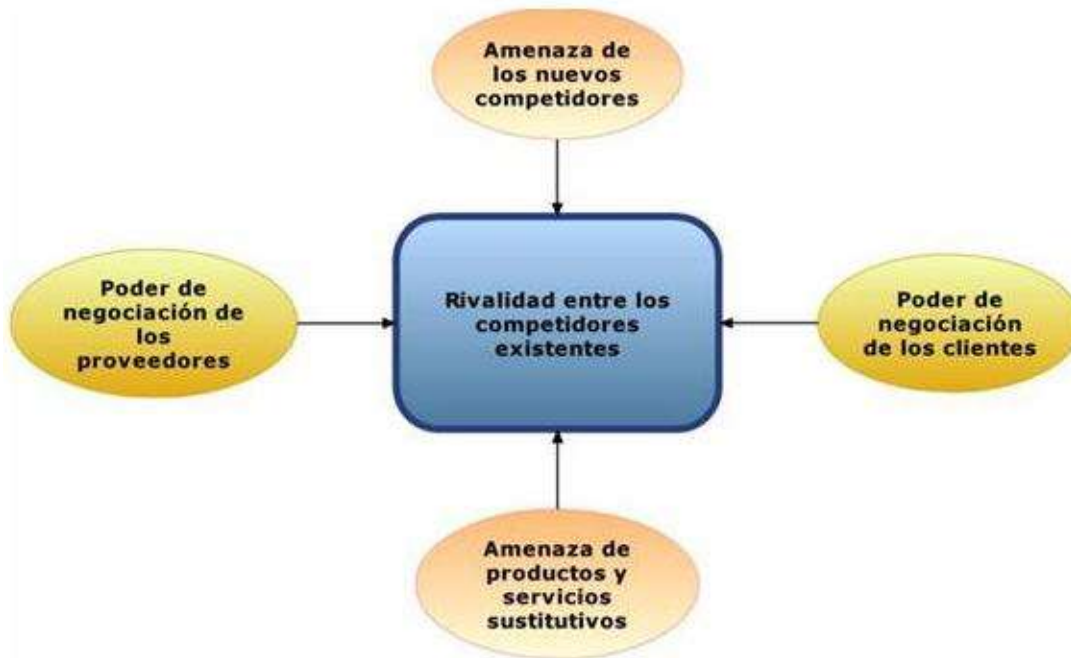 Amenaza de
los nuevos
competidores
Poder de
negociación de
los
proveedores
Rivalidad entre los
competidores
existentes
Poder de
negociación
de los clientes
Amenaza de
productos y
servicios
sustitutivos